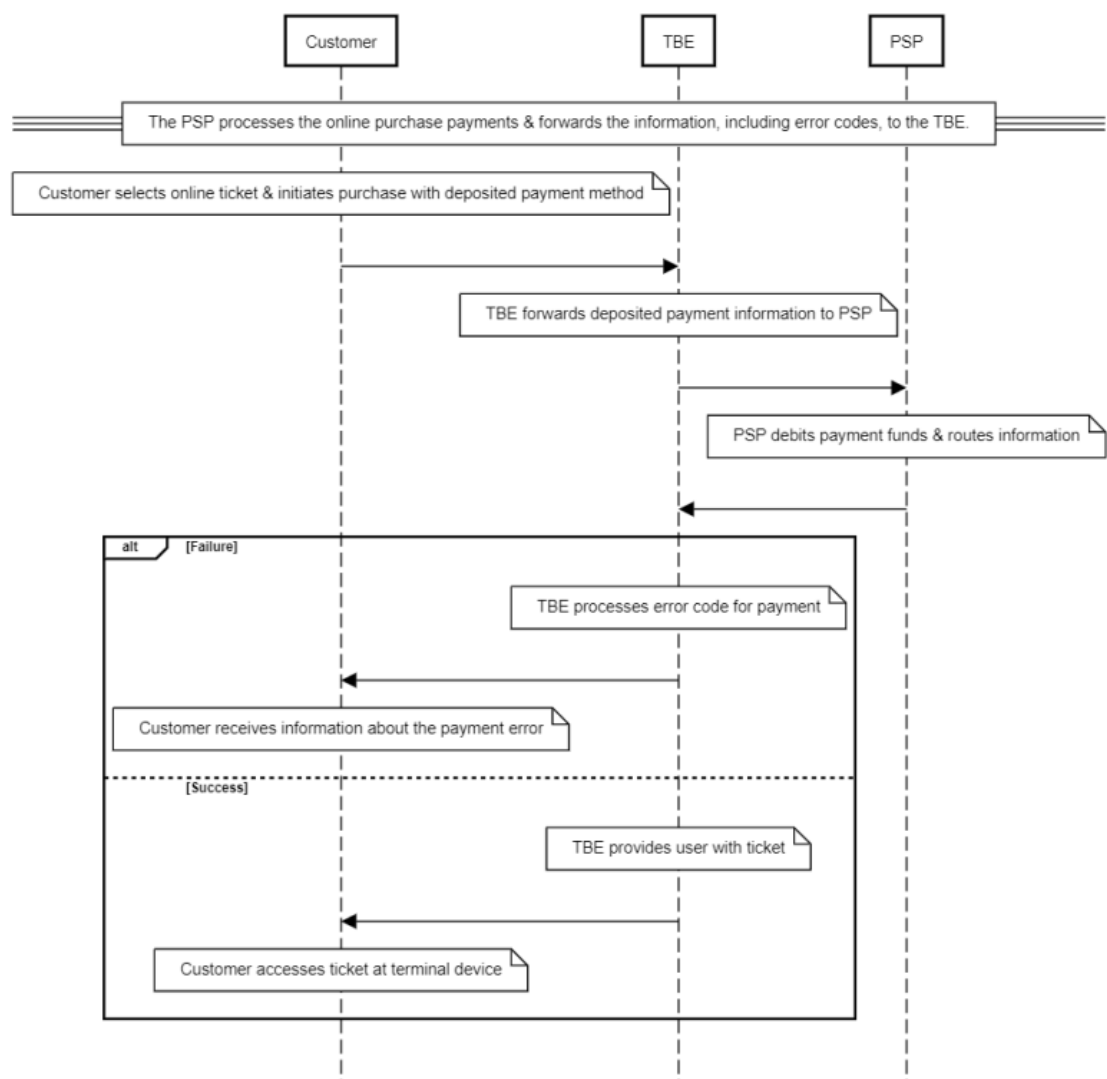 Customer
TBE
PSP
The PSP processes the online purchase payments & forwards the information, including error codes, to the TBE.
Customer selects online ticket & initiates purchase with deposited payment method
TBE forwards deposited payment information to PSP
PSP debits payment funds & routes information
alt
[Failure]
TBE processes error code for payment
Customer receives information about the payment error
[Success]
TBE provides user with ticket
Customer accesses ticket at terminal device